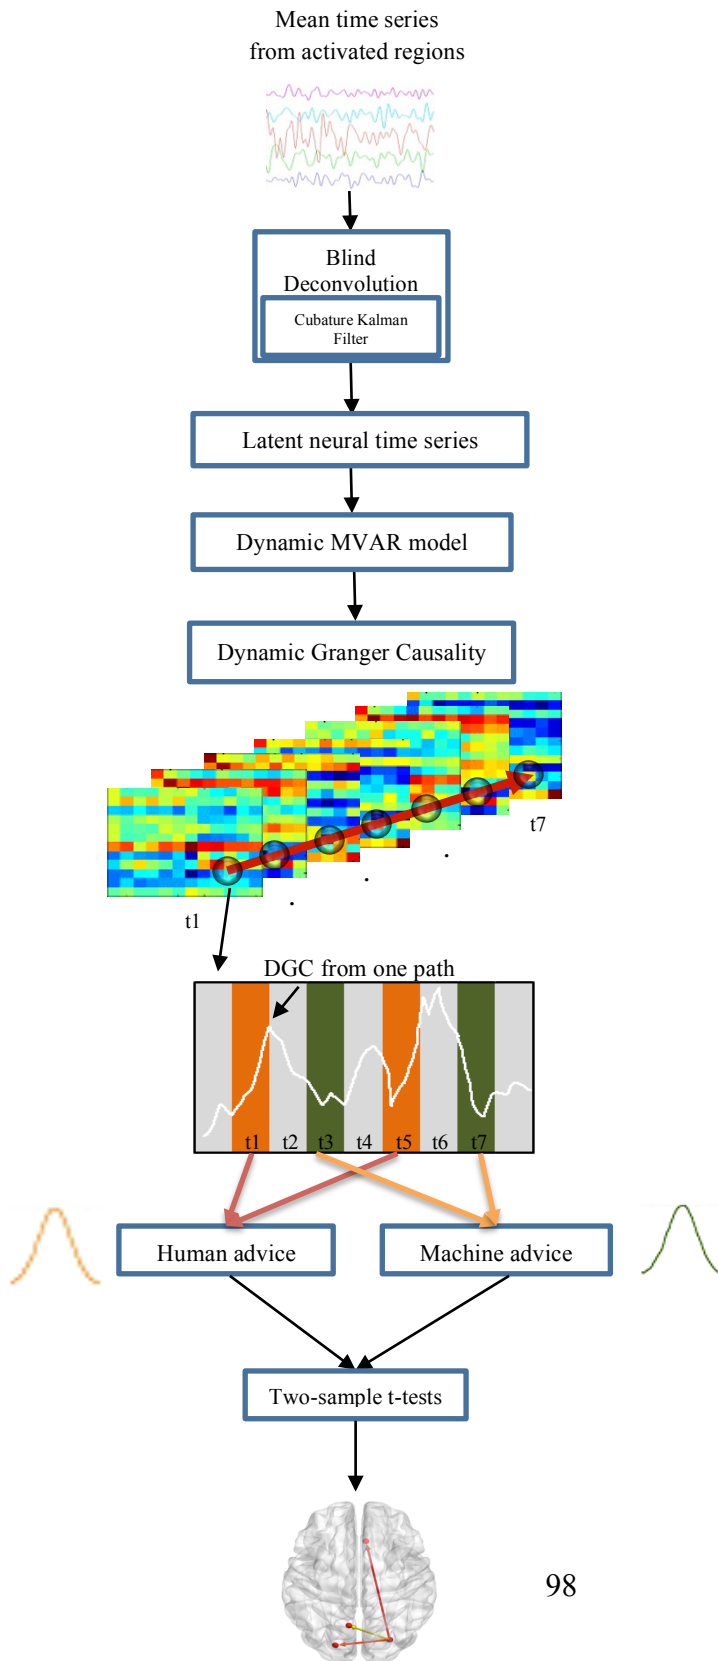 Mean time series
from activated regions
Blind
Deconvolution
Cubature Kalman
Filter
Latent neural time series
Dynamic MVAR model
Dynamic Granger Causality
t7
t1
DGC from one path
t1 t2 t3 t4 t5 t6 t7
Human advice
Machine advice
Two-sample t-tests
98